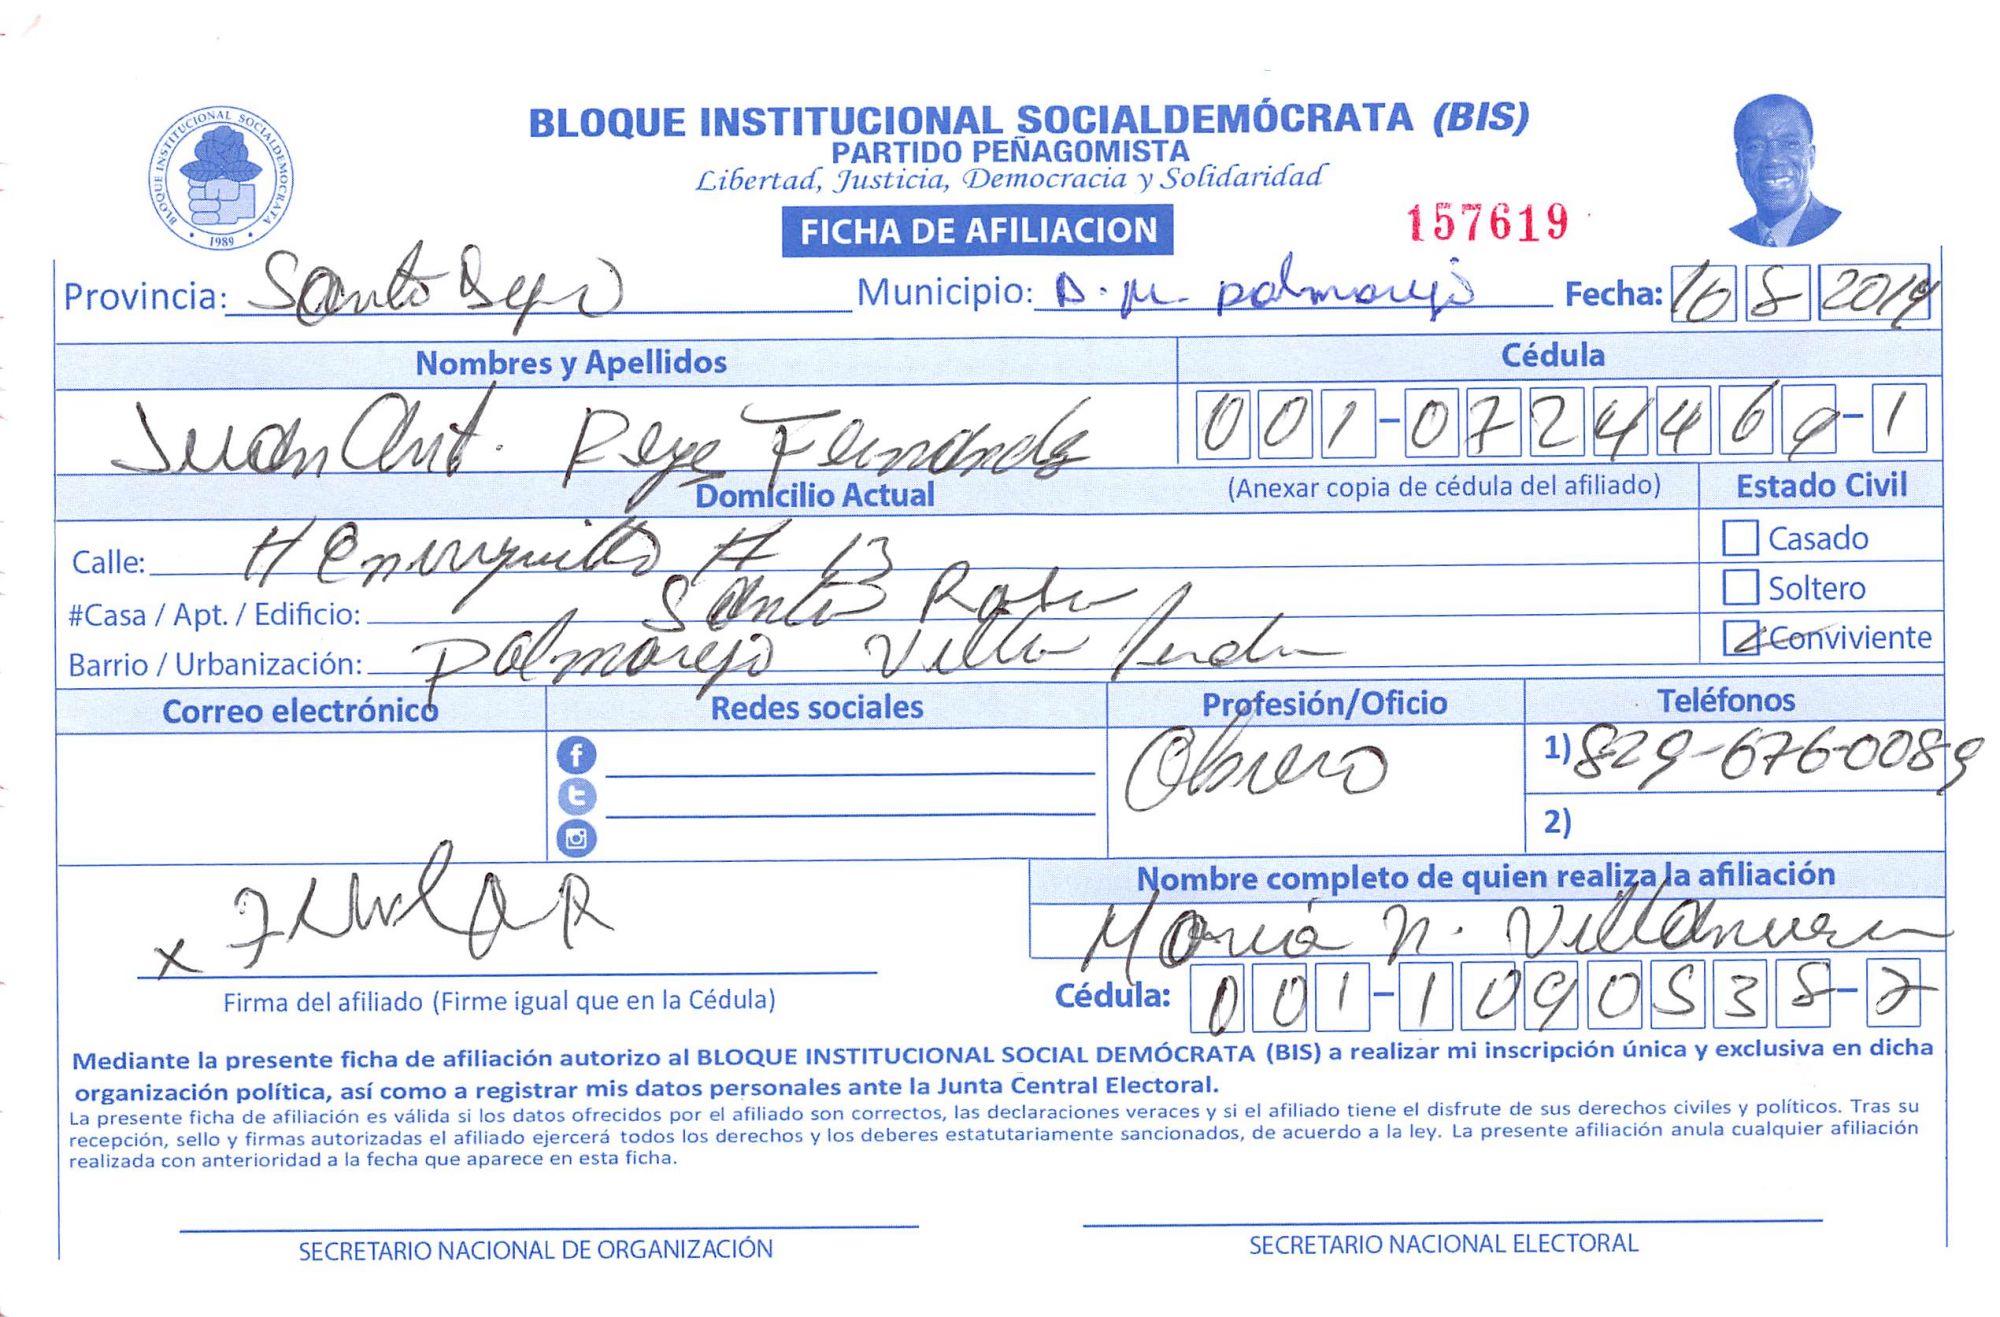 BLOQUE INSTITUCIONAL SOCIALDEMOCRATA
1989
BLOQUE INSTITUCIONAL SOCIALDEMÓCRATA (BIS)
PARTIDO PEÑAGOMISTA
Libertad, Justicia, Democracia y Solidaridad
FICHA DE AFILIACION
157619
Provincia: Santo Dgo
Municipio: D.M. palmarejo
Fecha: 10 8 2019
Nombres y Apellidos
Cédula
Juan Ant. Reye Fernande
001-0724469-1
Domicilio Actual
(Anexar copia de cédula del afiliado)
Estado Civil
Calle: # 13
Casado
#Casa / Apt. / Edificio: Santa Rosa
Soltero
Barrio / Urbanización: palmarejo Villa Linda
Conviviente
Correo electrónico
Redes sociales
Profesión/Oficio
Teléfonos
Obrero
1) 829-676-0089
2)
Nombre completo de quien realiza la afiliación
María N. Villanueva
x
Firma del afiliado (Firme igual que en la Cédula)
Cédula: 001-1090538-2
Mediante la presente ficha de afiliación autorizo al BLOQUE INSTITUCIONAL SOCIAL DEMÓCRATA (BIS) a realizar mi inscripción única y exclusiva en dicha
organización política, así como a registrar mis datos personales ante la Junta Central Electoral.
La presente ficha de afiliación es válida si los datos ofrecidos por el afiliado son correctos, las declaraciones veraces y si el afiliado tiene el disfrute de sus derechos civiles y políticos. Tras su
recepción, sello y firmas autorizadas el afiliado ejercerá todos los derechos y los deberes estatutariamente sancionados, de acuerdo a la ley. La presente afiliación anula cualquier afiliación
realizada con anterioridad a la fecha que aparece en esta ficha.
SECRETARIO NACIONAL DE ORGANIZACIÓN
SECRETARIO NACIONAL ELECTORAL